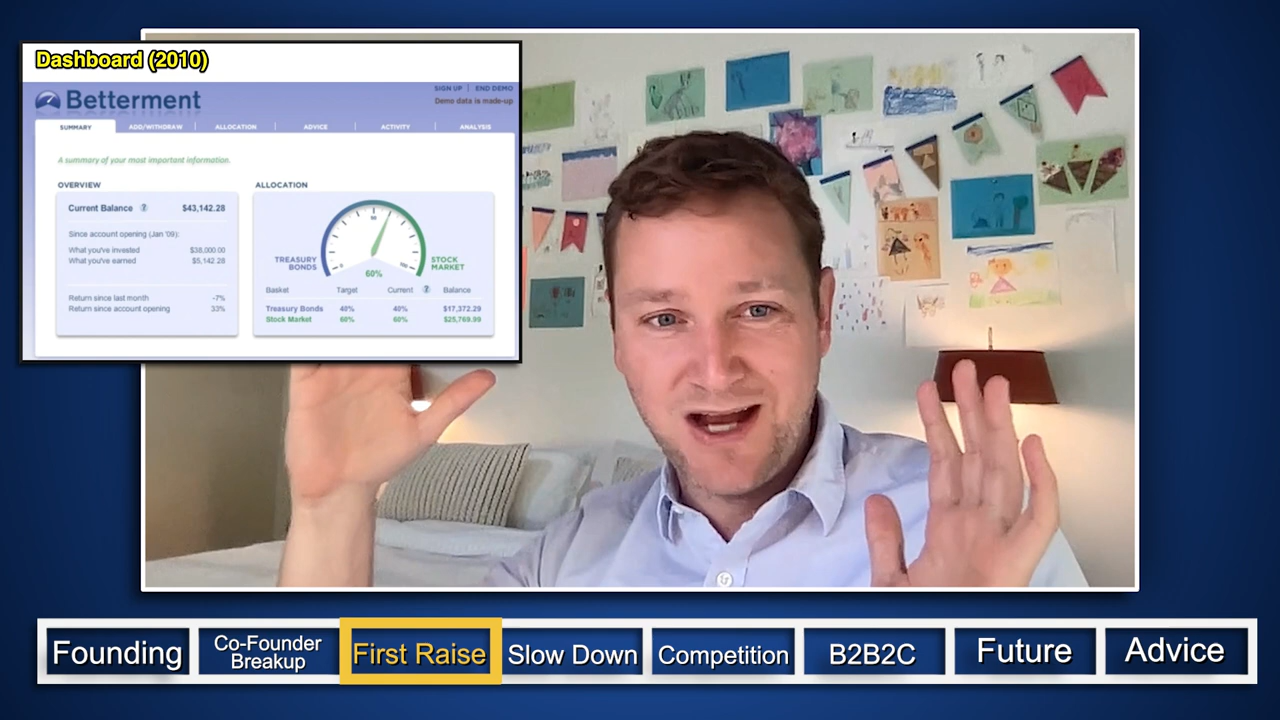 Dashboard (2010)
Betterment
SIGN UP | END DEMO
Demo data is made-up
SUMMARY ADD/WITHDRAW ALLOCATION ADVICE ACTIVITY ANALYSIS
A summary of your most important information.
OVERVIEW
Current Balance ? $43,142.28
Since account opening (Jan '09):
What you've invested $38,000.00
What you've earned $5,142.28
Return since last month -7%
Return since account opening 33%
ALLOCATION
TREASURY BONDS
STOCK MARKET
60%
Basket Target Current ? Balance
Treasury Bonds 40% 40% $17,372.29
Stock Market 60% 60% $25,769.99
Founding
Co-Founder
Breakup
First Raise
Slow Down
Competition
B2B2C
Future
Advice